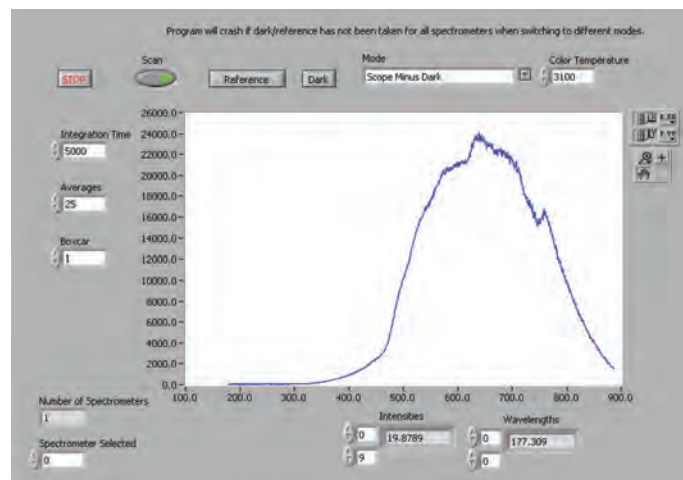 Program will crash if dark/reference has not been taken for all spectrometers when switching to different modes.
Scan
Mode
Color Temperature
STOP
Reference
Dark
Scope Minus Dark
3100
Integration Time
5000
Averages
25
Boxcar
1
26000.0
24000.0
22000.0
20000.0
18000.0
16000.0
14000.0
12000.0
10000.0
8000.0
6000.0
4000.0
2000.0
0.0
100.0 200.0 300.0 400.0 500.0 600.0 700.0 800.0 900.0
Number of Spectrometers
1
Spectrometer Selected
0
Intensities
0 19.8789
9
Wavelengths
0 177.309
0